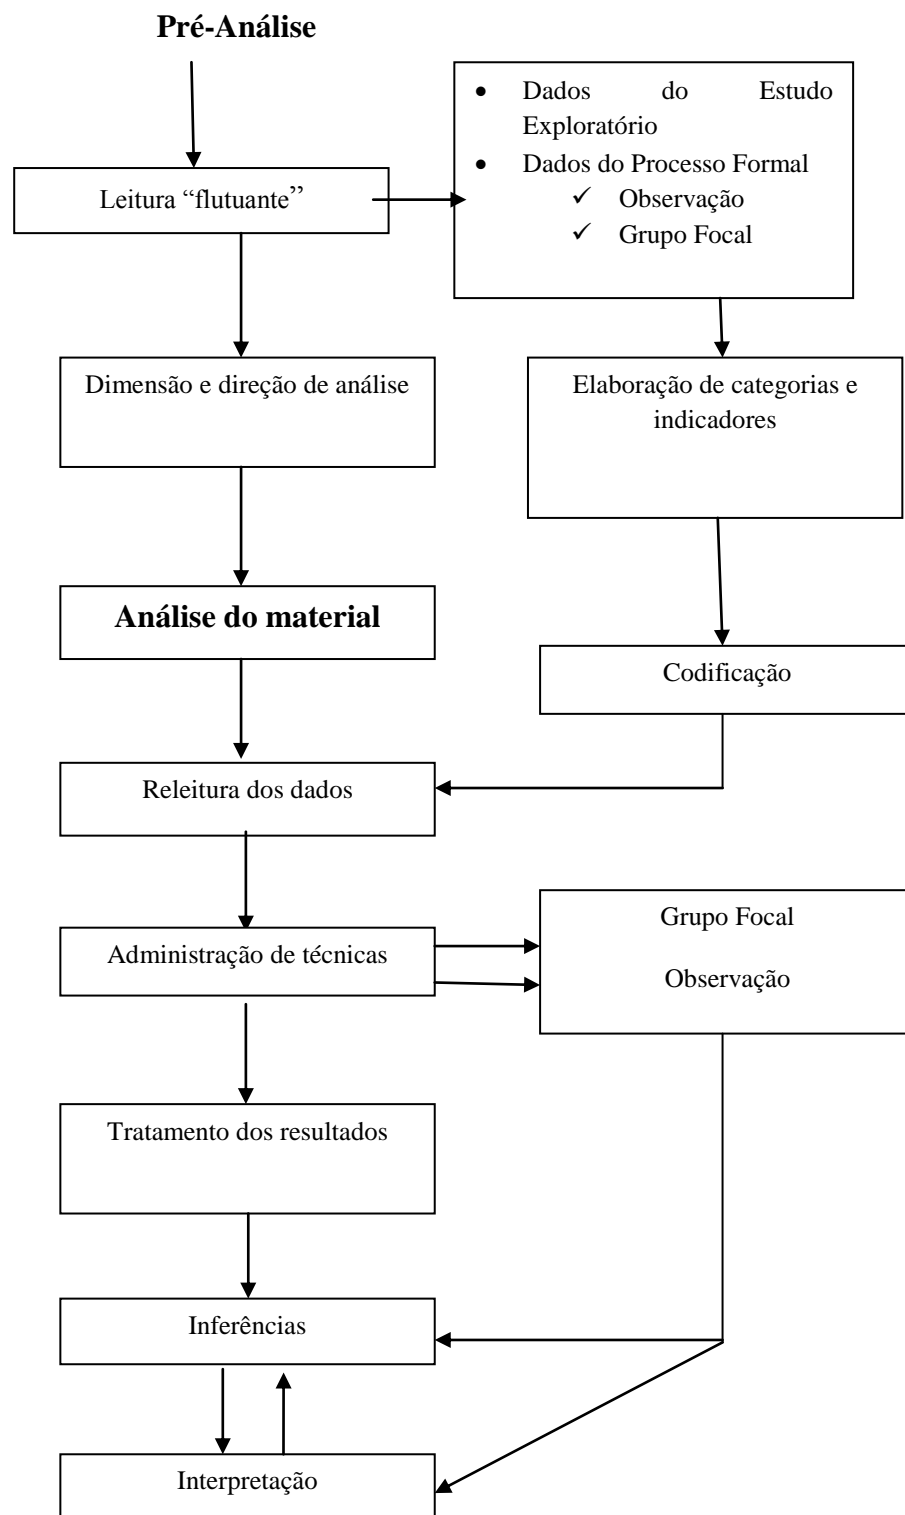 Pré-Análise
• Dados do Estudo
Exploratório
• Dados do Processo Formal
✓ Observação
✓ Grupo Focal
Leitura “flutuante”
Dimensão e direção de análise
Elaboração de categorias e
indicadores
Análise do material
Codificação
Releitura dos dados
Grupo Focal
Administração de técnicas
Observação
Tratamento dos resultados
Inferências
Interpretação